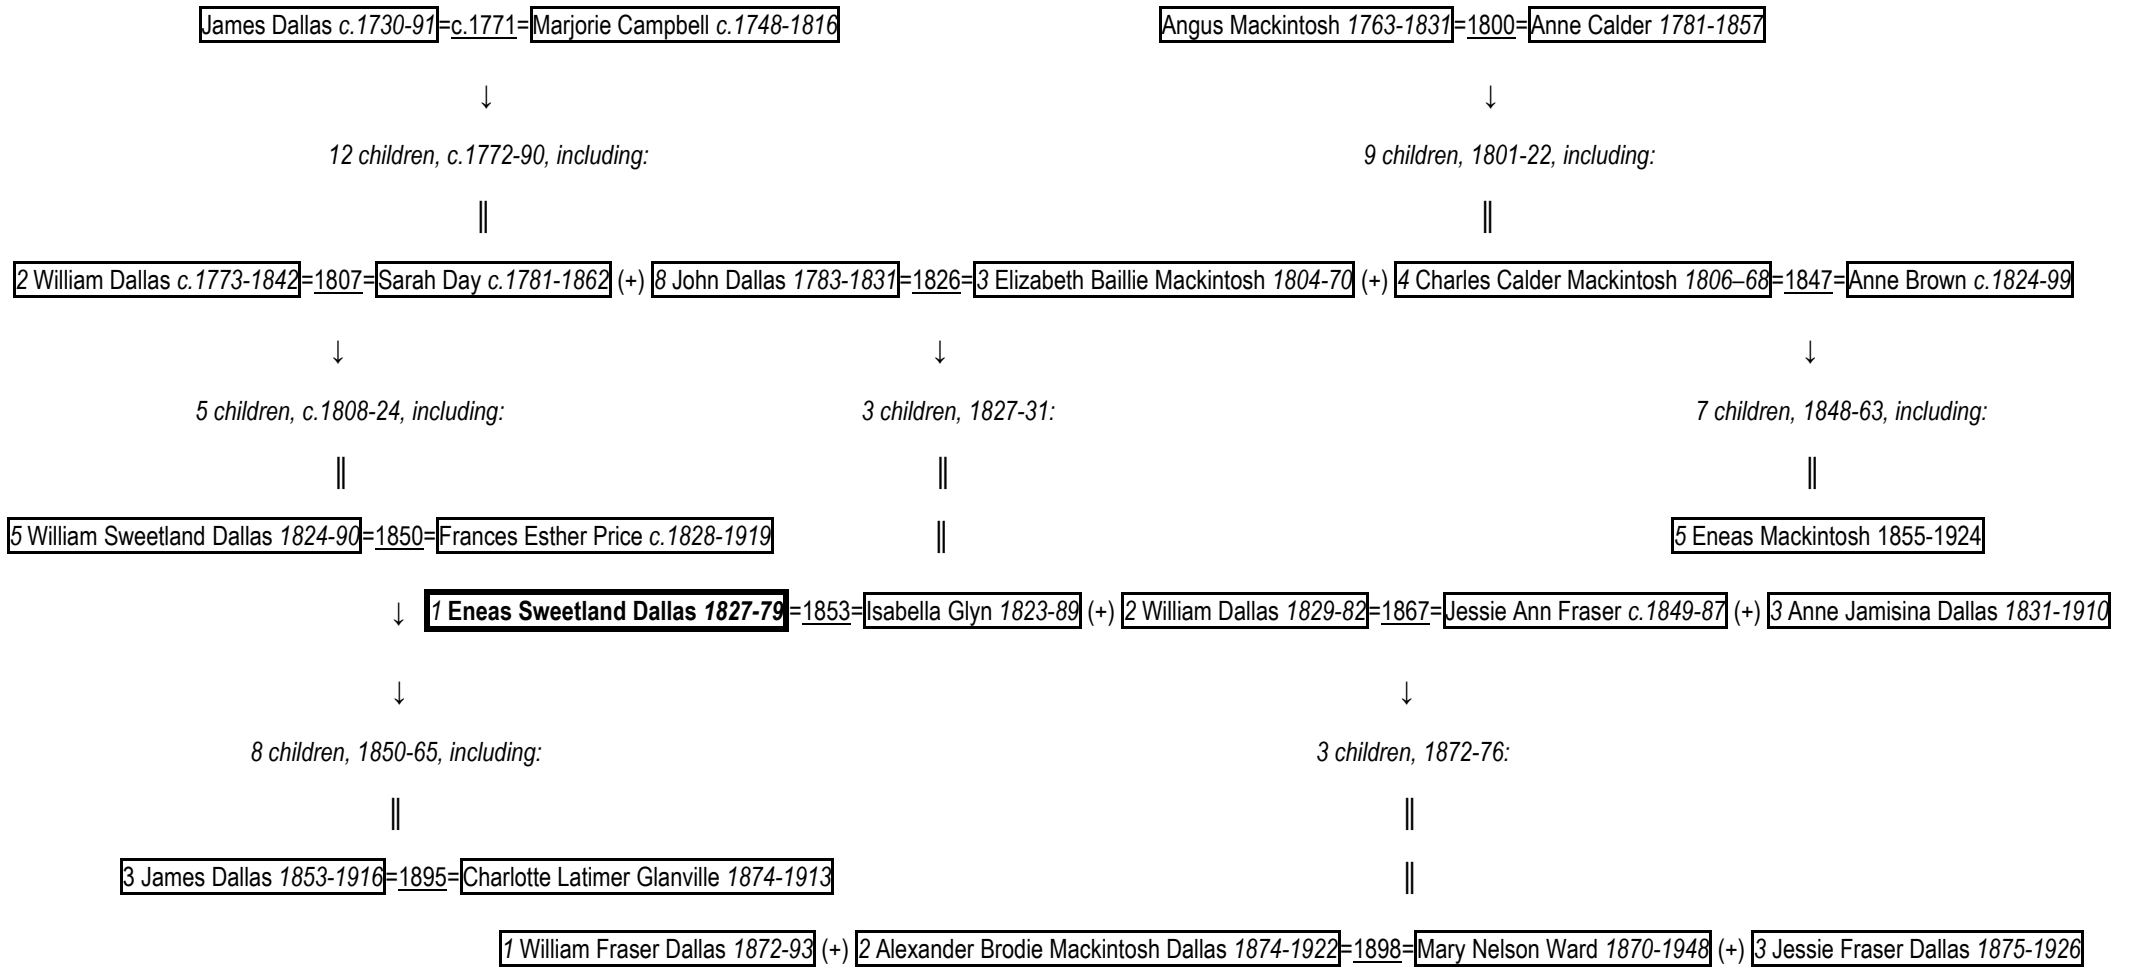 James Dallas c.1730-91=c.1771=Marjorie Campbell c.1748-1816 Angus Mackintosh 1763-1831=1800=Anne Calder 1781-1857
↓ ↓
12 children, c.1772-90, including: 9 children, 1801-22, including:
‖ ‖
2 William Dallas c.1773-1842=1807=Sarah Day c.1781-1862 (+) 8 John Dallas 1783-1831=1826=3 Elizabeth Baillie Mackintosh 1804-70 (+) 4 Charles Calder Mackintosh 1806–68=1847=Anne Brown c.1824-99
↓ ↓ ↓
5 children, c.1808-24, including: 3 children, 1827-31: 7 children, 1848-63, including:
‖ ‖ ‖
5 William Sweetland Dallas 1824-90=1850=Frances Esther Price c.1828-1919 ‖ 5 Eneas Mackintosh 1855-1924
↓ 1 Eneas Sweetland Dallas 1827-79=1853=Isabella Glyn 1823-89 (+) 2 William Dallas 1829-82=1867=Jessie Ann Fraser c.1849-87 (+) 3 Anne Jamisina Dallas 1831-1910
↓ ↓
8 children, 1850-65, including: 3 children, 1872-76:
‖ ‖
3 James Dallas 1853-1916=1895=Charlotte Latimer Glanville 1874-1913 ‖
1 William Fraser Dallas 1872-93 (+) 2 Alexander Brodie Mackintosh Dallas 1874-1922=1898=Mary Nelson Ward 1870-1948 (+) 3 Jessie Fraser Dallas 1875-1926